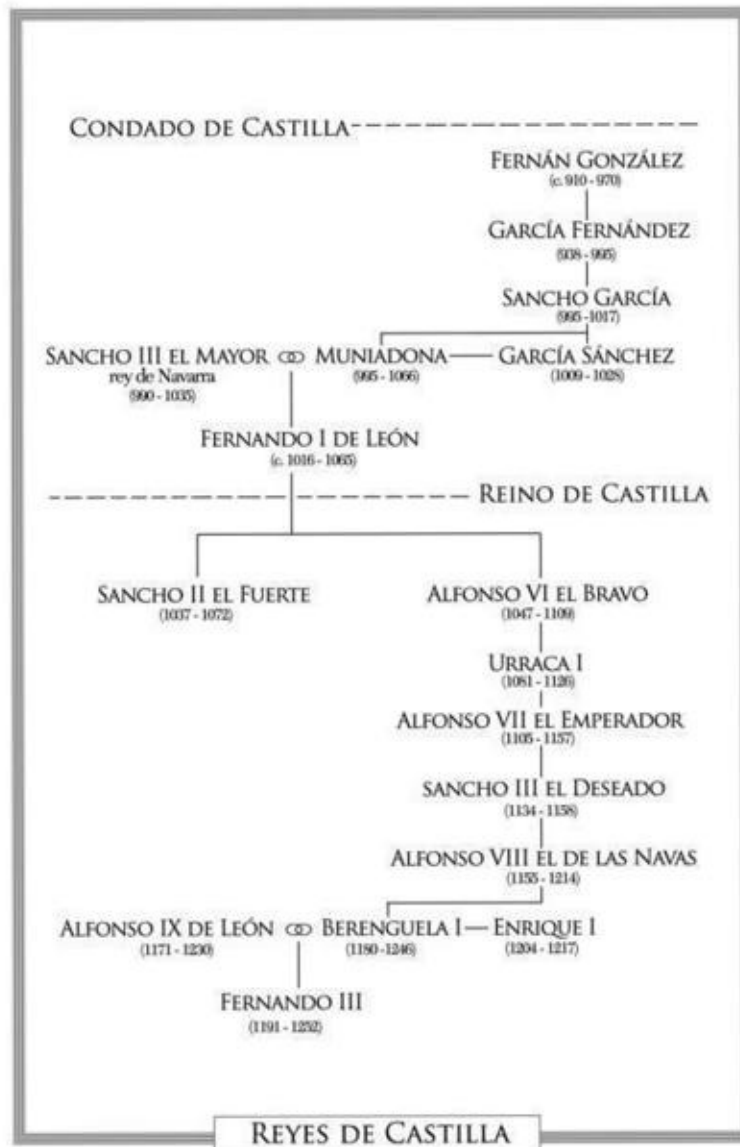 CONDADO DE CASTILLA
FERNÁN GONZÁLEZ
(c. 910 - 970)
GARCÍA FERNÁNDEZ
(938 - 995)
SANCHO GARCÍA
(995 -1017)
SANCHO III EL MAYOR MUNIADONA GARCÍA SÁNCHEZ
rey de Navarra (995 - 1066) (1009 - 1028)
(990 - 1035)
FERNANDO I DE LEÓN
(c. 1016 - 1065)
REINO DE CASTILLA
SANCHO II EL FUERTE ALFONSO VI EL BRAVO
(1037 - 1072) (1047 - 1109)
URRACA I
(1081 - 1126)
ALFONSO VII EL EMPERADOR
(1105 - 1157)
SANCHO III EL DESEADO
(1134 - 1158)
ALFONSO VIII EL DE LAS NAVAS
(1155 - 1214)
ALFONSO IX DE LEÓN BERENGUELA I ENRIQUE I
(1171 - 1230) (1180 -1246) (1204 - 1217)
FERNANDO III
(1191 - 1252)
REYES DE CASTILLA